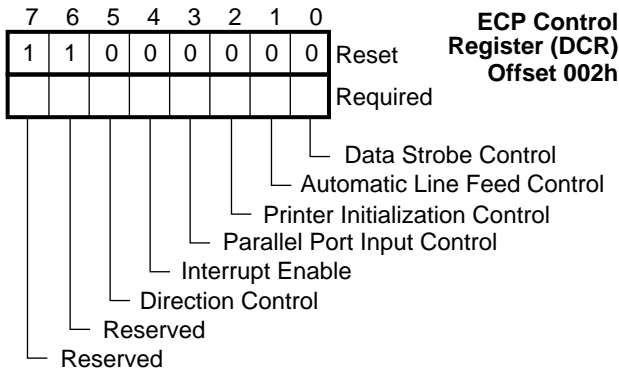 7 6 5 4 3 2 1 0
ECP Control
Register (DCR)
Offset 002h
1 1 0 0 0 0 0 0 Reset
Required
Data Strobe Control
Automatic Line Feed Control
Printer Initialization Control
Parallel Port Input Control
Interrupt Enable
Direction Control
Reserved
Reserved